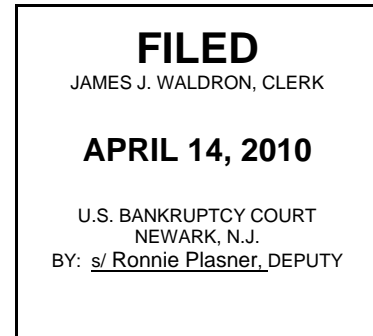 FILED
JAMES J. WALDRON, CLERK
APRIL 14, 2010
U.S. BANKRUPTCY COURT
NEWARK, N.J.
BY: s/ Ronnie Plasner, DEPUTY